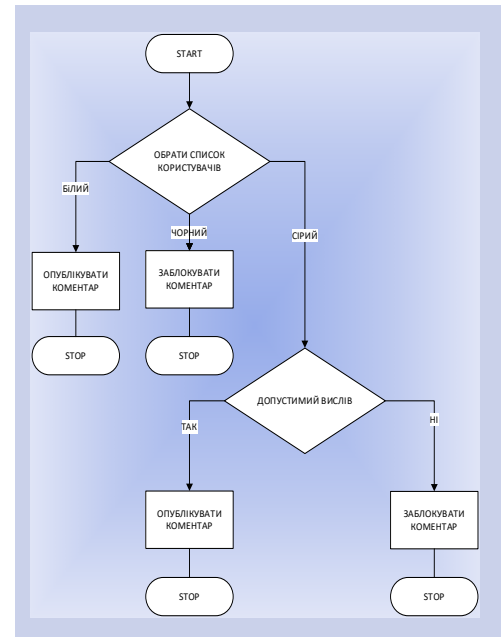 START
ОБРАТИ СПИСОК
КОРИСТУВАЧІВ
БІЛИЙ
ЧОРНИЙ
СІРИЙ
ОПУБЛІКУВАТИ
КОМЕНТАР
ЗАБЛОКУВАТИ
КОМЕНТАР
STOP
STOP
ДОПУСТИМИЙ ВИСЛІВ
ТАК
НІ
ОПУБЛІКУВАТИ
КОМЕНТАР
ЗАБЛОКУВАТИ
КОМЕНТАР
STOP
STOP